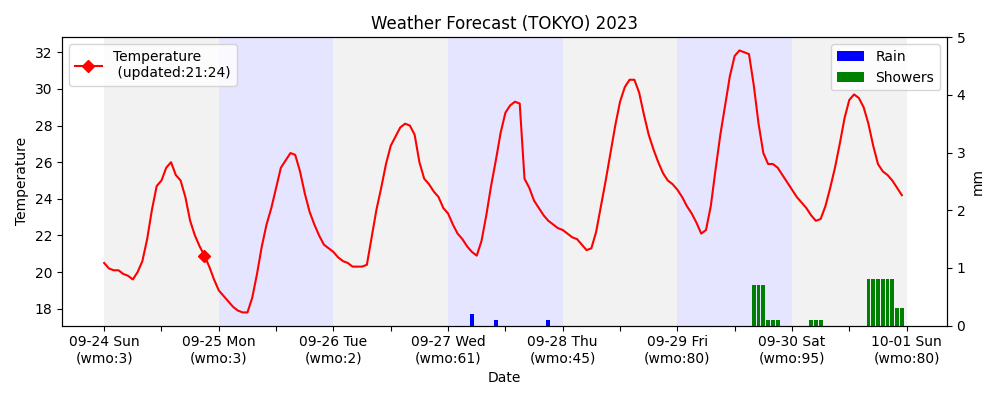 Weather Forecast (TOKYO) 2023
Temperature
(updated:21:24)
Rain
Showers
Temperature
32
30
28
26
24
22
20
18
5
4
3
2
1
0
mm
09-24 Sun
(wmo:3)
09-25 Mon
(wmo:3)
09-26 Tue
(wmo:2)
09-27 Wed
(wmo:61)
09-28 Thu
(wmo:45)
09-29 Fri
(wmo:80)
09-30 Sat
(wmo:95)
10-01 Sun
(wmo:80)
Date